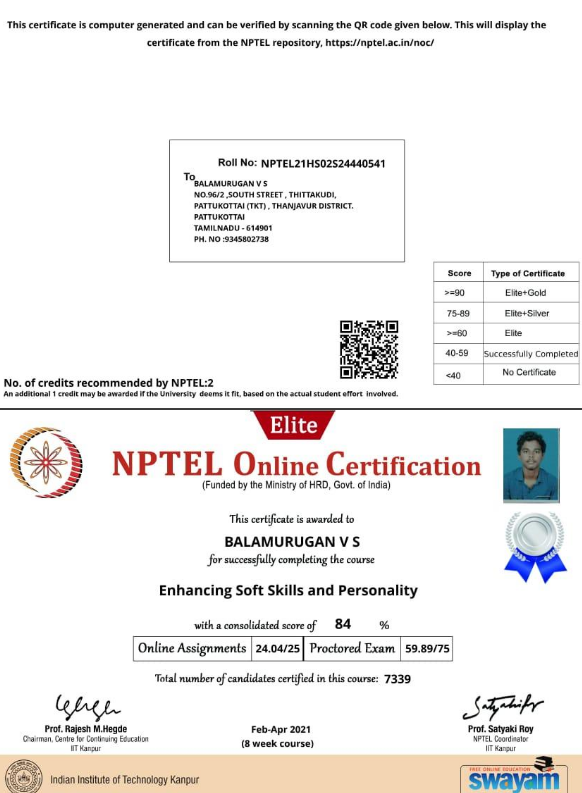 This certificate is computer generated and can be verified by scanning the QR code given below. This will display the
certificate from the NPTEL repository, https://nptel.ac.in/noc/
Roll No: NPTEL21HS02S24440541
To
BALAMURUGAN V S
NO.96/2 ,SOUTH STREET , THITTAKUDI,
PATTUKOTTAI (TKT) , THANJAVUR DISTRICT.
PATTUKOTTAI
TAMILNADU - 614901
PH. NO :9345802738
Score Type of Certificate
>=90 Elite+Gold
75-89 Elite+Silver
>=60 Elite
40-59 Successfully Completed
<40 No Certificate
No. of credits recommended by NPTEL:2
An additional 1 credit may be awarded if the University deems it fit, based on the actual student effort involved.
Elite
NPTEL Online Certification
(Funded by the Ministry of HRD, Govt. of India)
This certificate is awarded to
BALAMURUGAN V S
for successfully completing the course
Enhancing Soft Skills and Personality
with a consolidated score of 84 %
Online Assignments 24.04/25 Proctored Exam 59.89/75
Total number of candidates certified in this course: 7339
Prof. Rajesh M.Hegde
Chairman, Centre for Continuing Education
IIT Kanpur
Feb-Apr 2021
(8 week course)
Prof. Satyaki Roy
NPTEL Coordinator
IIT Kanpur
Indian Institute of Technology Kanpur
FREE ONLINE EDUCATION
swayam